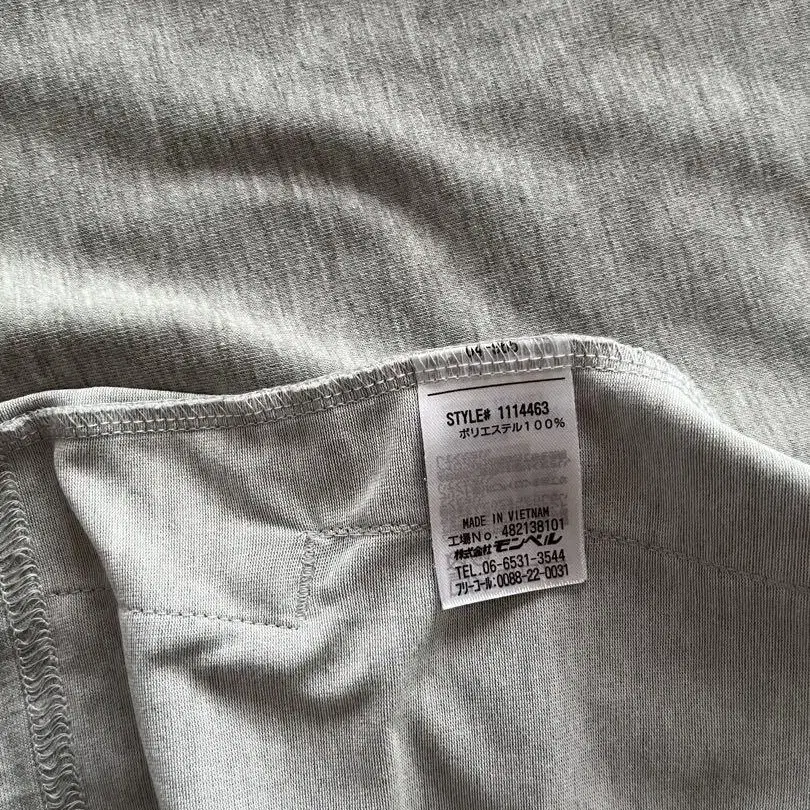 STYLE# 1114463
ポリエステル100%
MADE IN VIETNAM
工場No. 482138101
株式会社モンベル
TEL.06-6531-3544
フリーコール:0088-22-0031